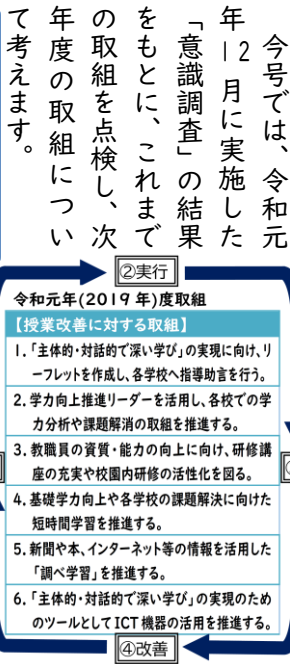 今号では、令和元
年12月に実施した
「意識調査」の結果
をもとに、これまで
の取組を点検し、次
年度の取組につい
て考えます。
②実行
令和元年(2019年)度取組
【授業改善に対する取組】
1.「主体的・対話的で深い学び」の実現に向け、リ
ーフレットを作成し、各学校へ指導助言を行う。
2.学力向上推進リーダーを活用し、各校での学
力分析や課題解消の取組を推進する。
3.教職員の資質・能力の向上に向け、研修講
座の充実や校園内研修の活性化を図る。
4.基礎学力向上や各学校の課題解決に向けた
短時間学習を推進する。
5.新聞や本、インターネット等の情報を活用した
「調べ学習」を推進する。
6.「主体的・対話的で深い学び」の実現のため
のツールとしてICT機器の活用を推進する。
④改善